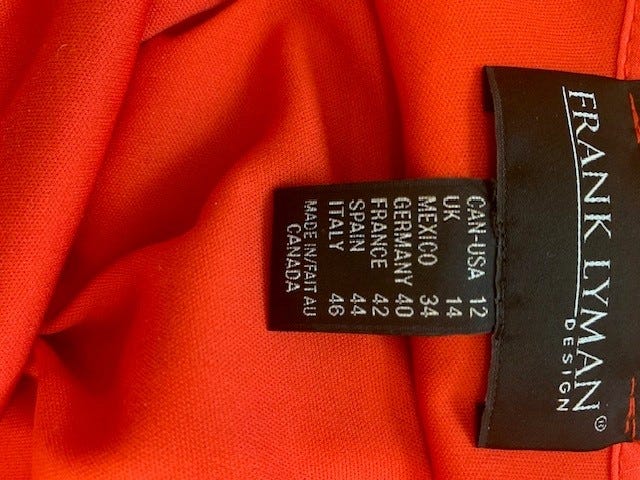 FRANK LYMAN®
DESIGN
CAN-USA 12
UK 14
MEXICO 34
GERMANY 40
FRANCE 42
SPAIN 44
ITALY 46
MADE IN/FAIT AU
CANADA